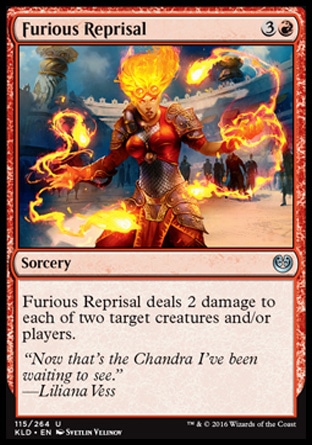 Furious Reprisal 3
Sorcery
Furious Reprisal deals 2 damage to
each of two target creatures and/or
players.
“Now that's the Chandra I've been
waiting to see.”
—Liliana Vess
115/264 U
KLD • EN Svetlin Velinov
™ & © 2016 Wizards of the Coast